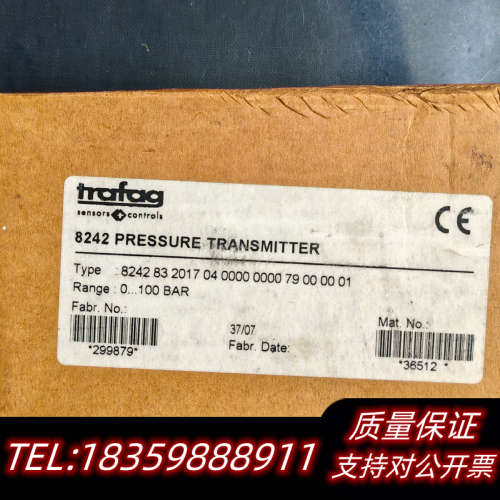 trafag
sensors controls
CE
8242 PRESSURE TRANSMITTER
Type : 8242 83 2017 04 0000 0000 79 00 00 01
Range : 0...100 BAR
Fabr. No.:
*299879*
37/07
Fabr. Date:
Mat. No.:
*36512 *
TEL:18359888911
质量保证
支持对公开票